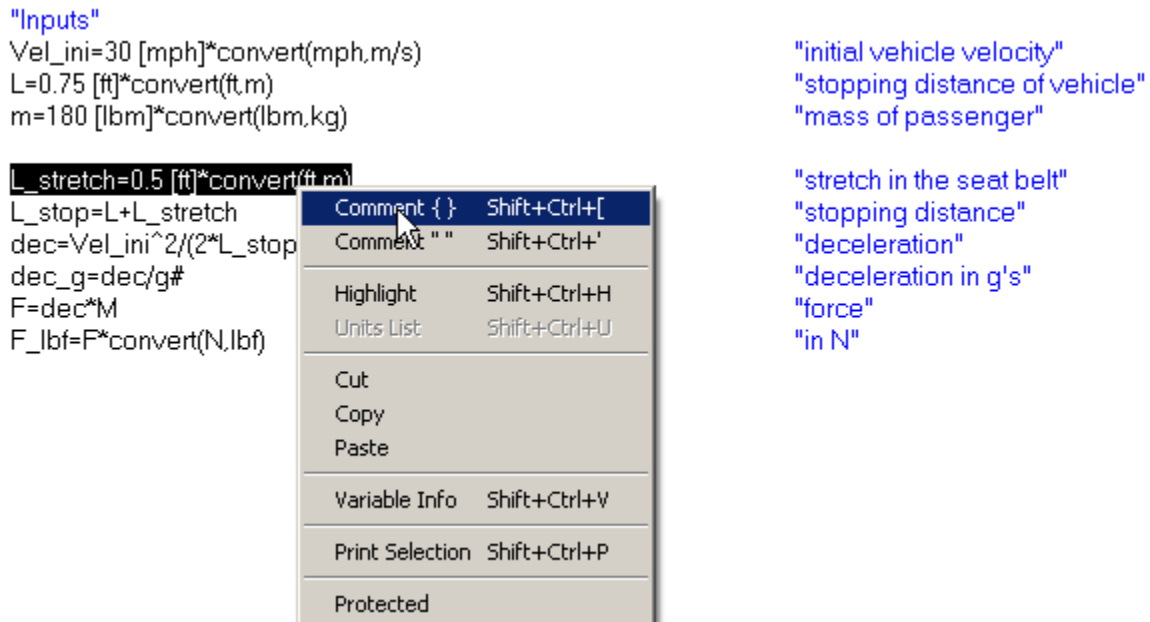 "Inputs"
Vel_ini=30 [mph]*convert(mph,m/s) "initial vehicle velocity"
L=0.75 [ft]*convert(ft,m) "stopping distance of vehicle"
m=180 [lbm]*convert(lbm,kg) "mass of passenger"
L_stretch=0.5 [ft]*convert(ft,m) "stretch in the seat belt"
L_stop=L+L_stretch "stopping distance"
dec=Vel_ini^2/(2*L_stop "deceleration"
dec_g=dec/g# "deceleration in g's"
F=dec*M "force"
F_lbf=F*convert(N,lbf) "in N"
Comment { } Shift+Ctrl+[
Comment " " Shift+Ctrl+'
Highlight Shift+Ctrl+H
Units List Shift+Ctrl+U
Cut
Copy
Paste
Variable Info Shift+Ctrl+V
Print Selection Shift+Ctrl+P
Protected